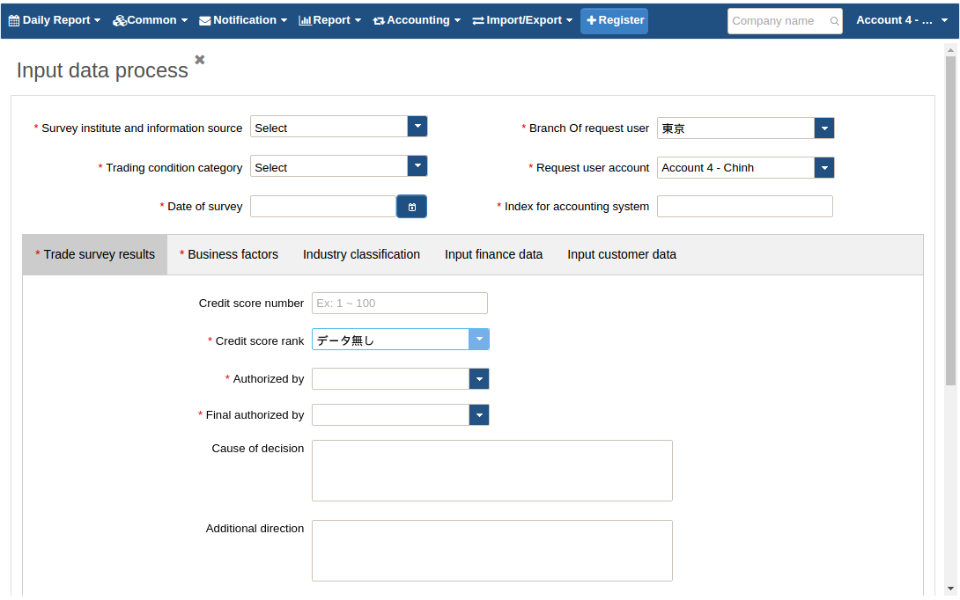 Daily Report Common Notification Report Accounting Import/Export +Register Company name Account 4 - ...
Input data process ✖
* Survey institute and information source Select * Branch Of request user 東京
* Trading condition category Select * Request user account Account 4 - Chinh
* Date of survey * Index for accounting system
* Trade survey results * Business factors Industry classification Input finance data Input customer data
Credit score number Ex: 1 ~ 100
* Credit score rank データ無し
* Authorized by
* Final authorized by
Cause of decision
Additional direction